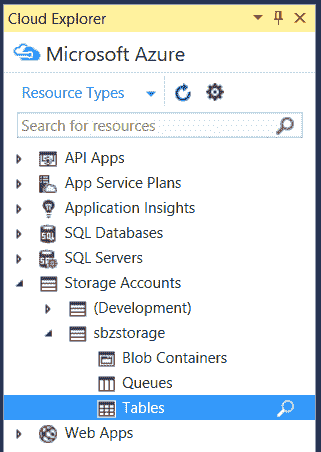 Cloud Explorer
Microsoft Azure
Resource Types
Search for resources
API Apps
App Service Plans
Application Insights
SQL Databases
SQL Servers
Storage Accounts
(Development)
sbzstorage
Blob Containers
Queues
Tables
Web Apps